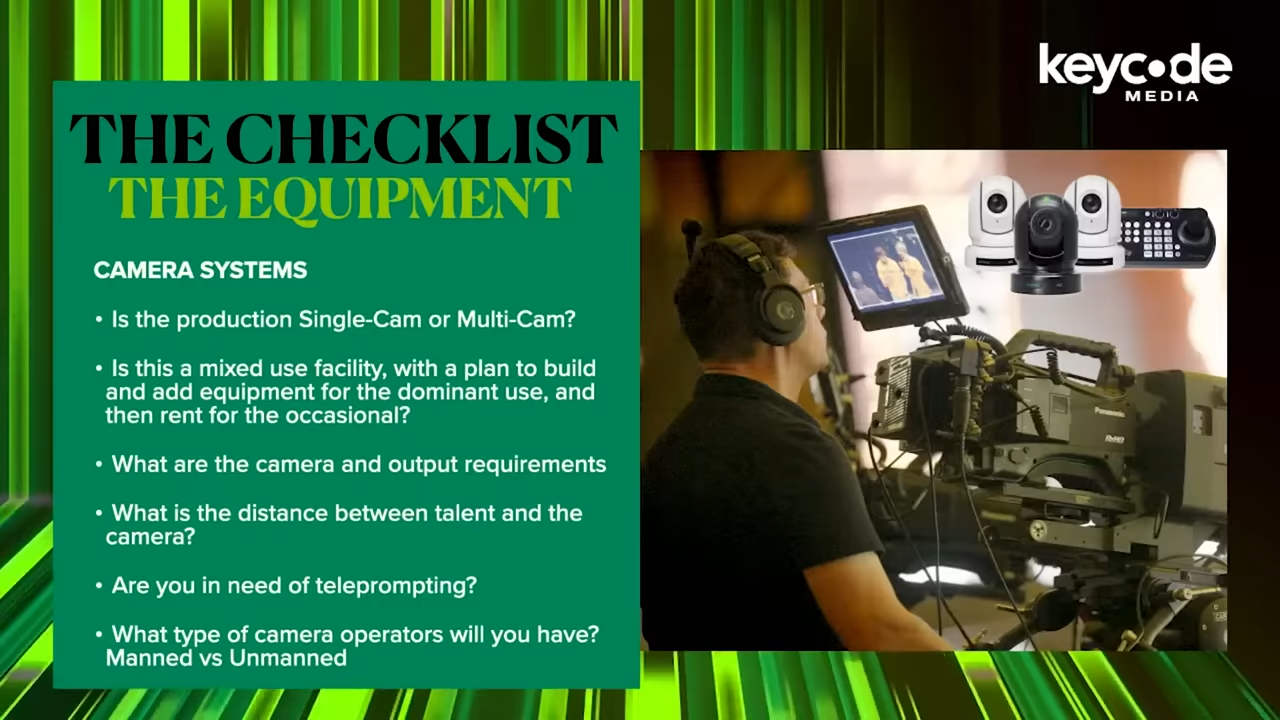 keycode
MEDIA
THE CHECKLIST
THE EQUIPMENT
CAMERA SYSTEMS
• Is the production Single-Cam or Multi-Cam?
• Is this a mixed use facility, with a plan to build
and add equipment for the dominant use, and
then rent for the occasional?
• What are the camera and output requirements
• What is the distance between talent and the
camera?
• Are you in need of teleprompting?
• What type of camera operators will you have?
Manned vs Unmanned
Panasonic